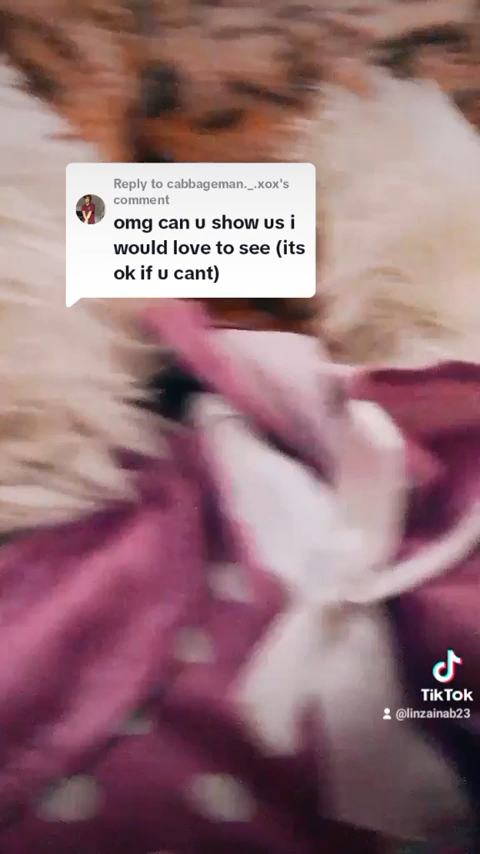 Reply to cabbageman._.xox's
comment
omg can u show us i
would love to see (its
ok if u cant)
TikTok
@linzainab23